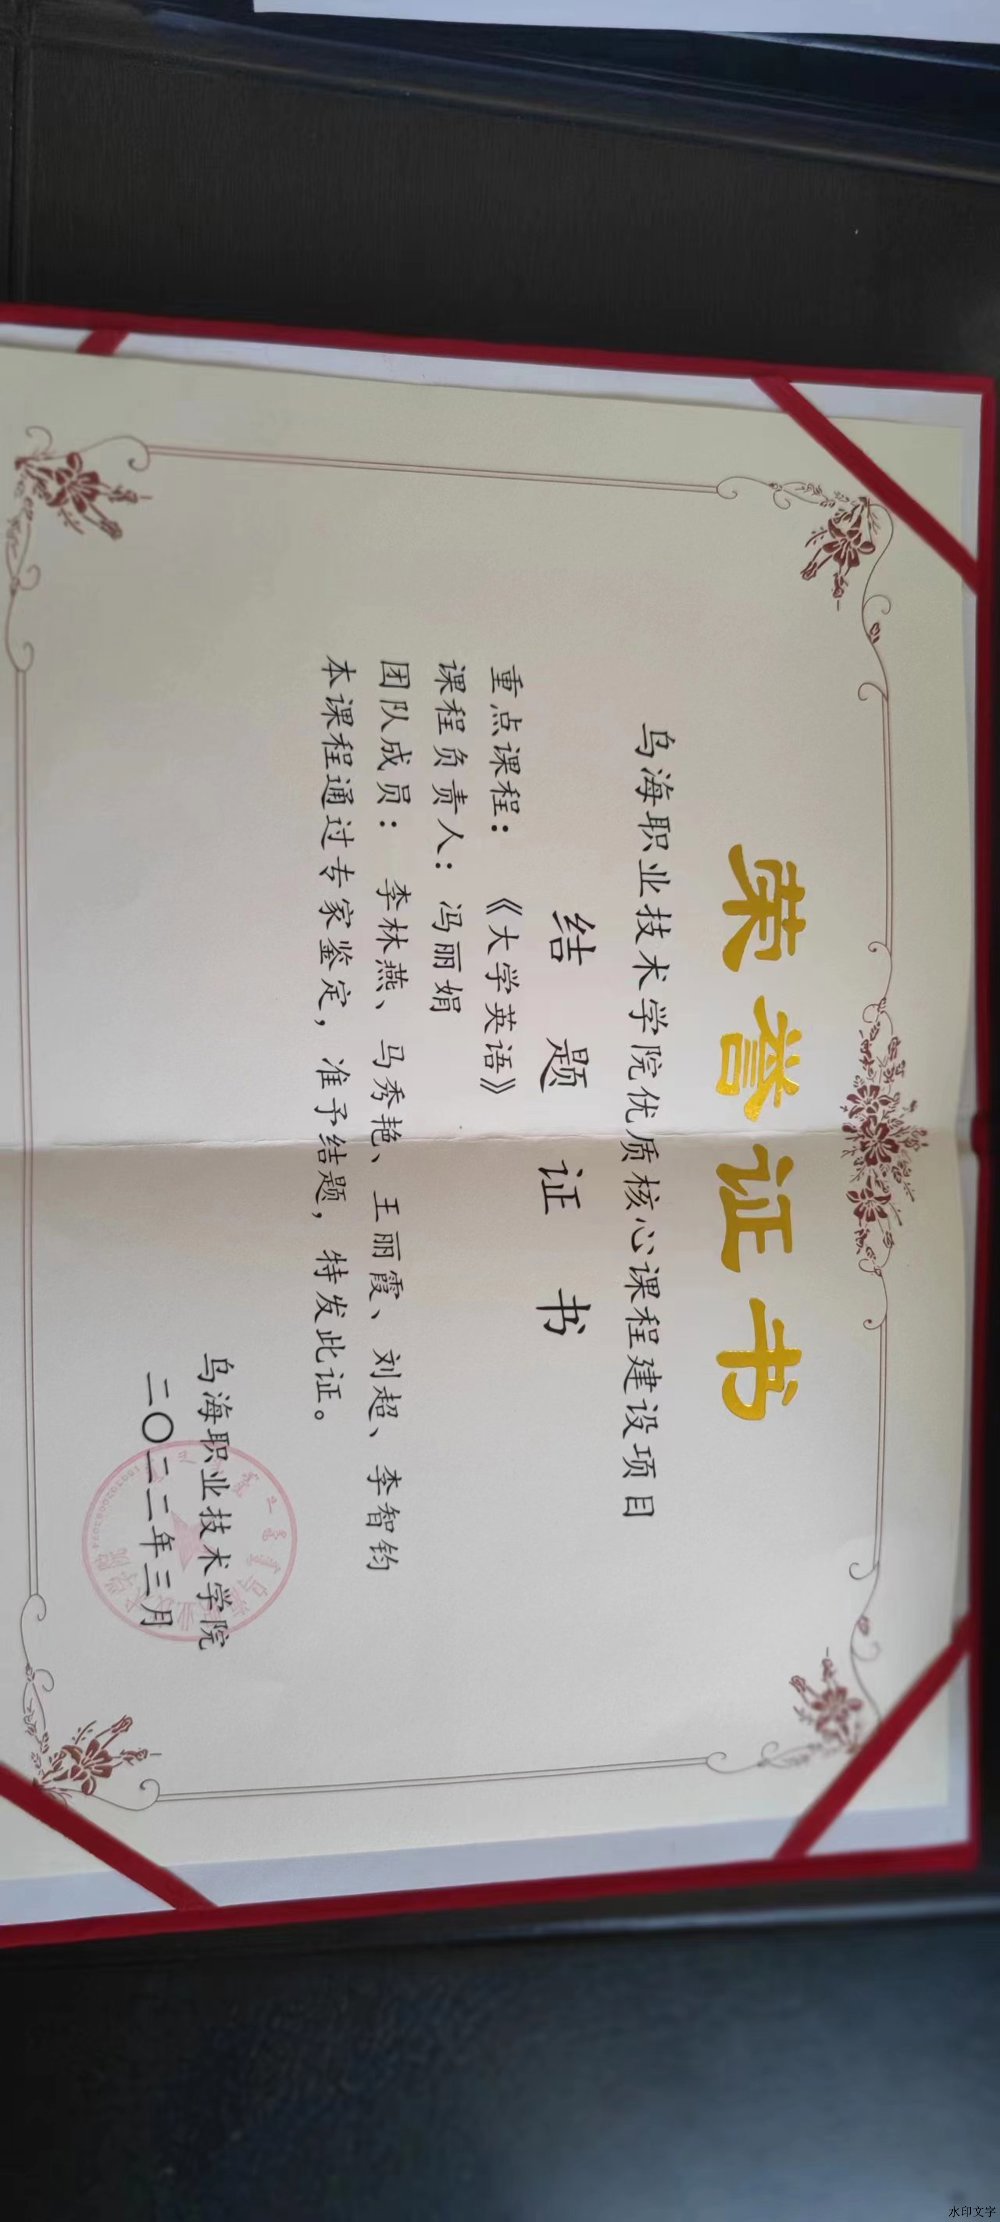 荣誉证书
乌海职业技术学院优质核心课程建设项目
结题证书
重点课程：《大学英语》
课程负责人：冯丽娟
团队成员：李林燕、马秀艳、王丽霞、刘超、李智钧
本课程通过专家鉴定，准予结题，特发此证。
乌海职业技术学院
二〇二二年三月
水印文字